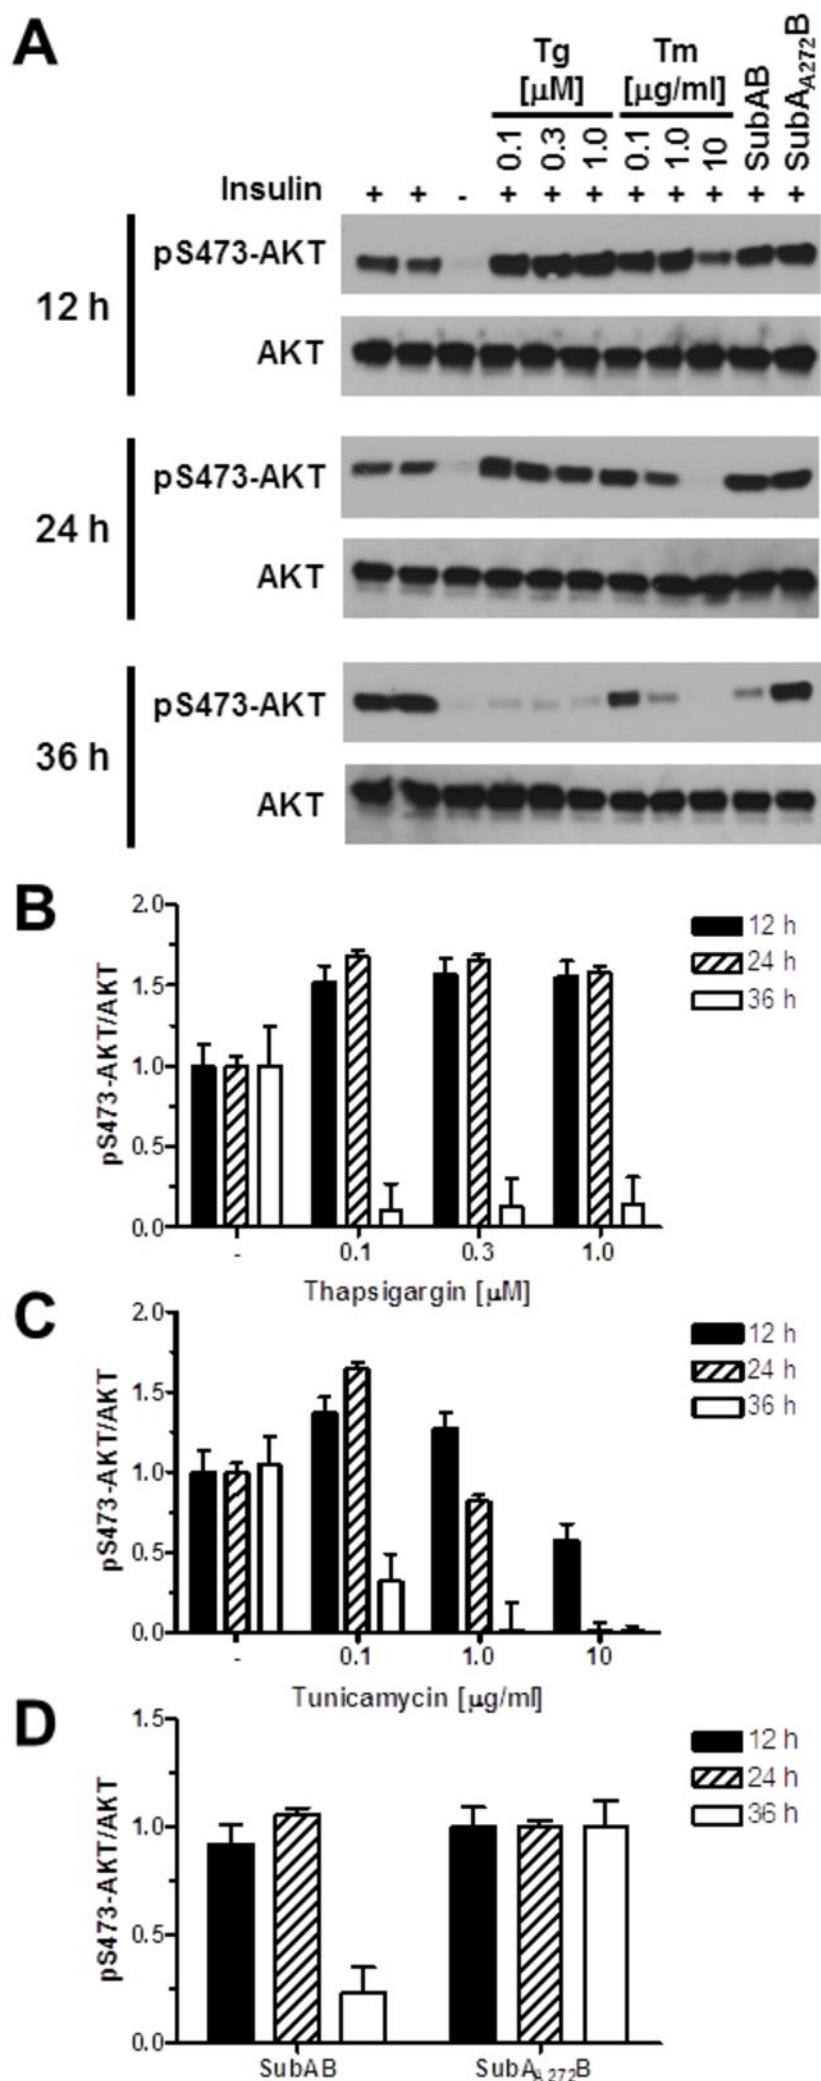 A
Tg
[μM]
Tm
[μg/ml]
SubAB
SubA_A272B
0.1
0.3
1.0
0.1
1.0
10
Insulin + + - + + + + + + + +
12 h
pS473-AKT
AKT
24 h
pS473-AKT
AKT
36 h
pS473-AKT
AKT
B
pS473-AKT/AKT
2.0
1.5
1.0
0.5
0.0
- 0.1 0.3 1.0
Thapsigargin [μM]
12 h
24 h
36 h
C
pS473-AKT/AKT
2.0
1.5
1.0
0.5
0.0
- 0.1 1.0 10
Tunicamycin [μg/ml]
12 h
24 h
36 h
D
pS473-AKT/AKT
1.5
1.0
0.5
0.0
SubAB SubA_A272B
12 h
24 h
36 h